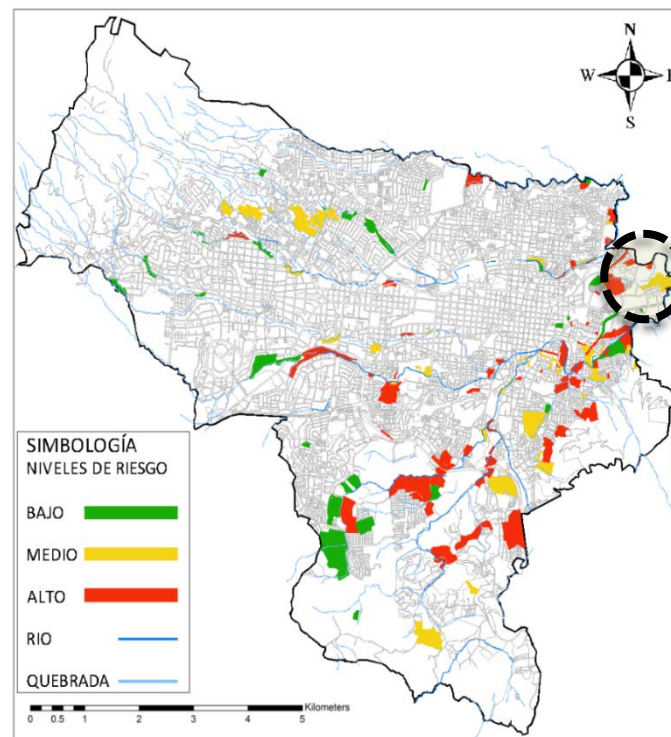 N
W E
S
SIMBOLOGÍA
NIVELES DE RIESGO
BAJO
MEDIO
ALTO
RIO
QUEBRADA
Kilometers
0 0.5 1 2 3 4 5